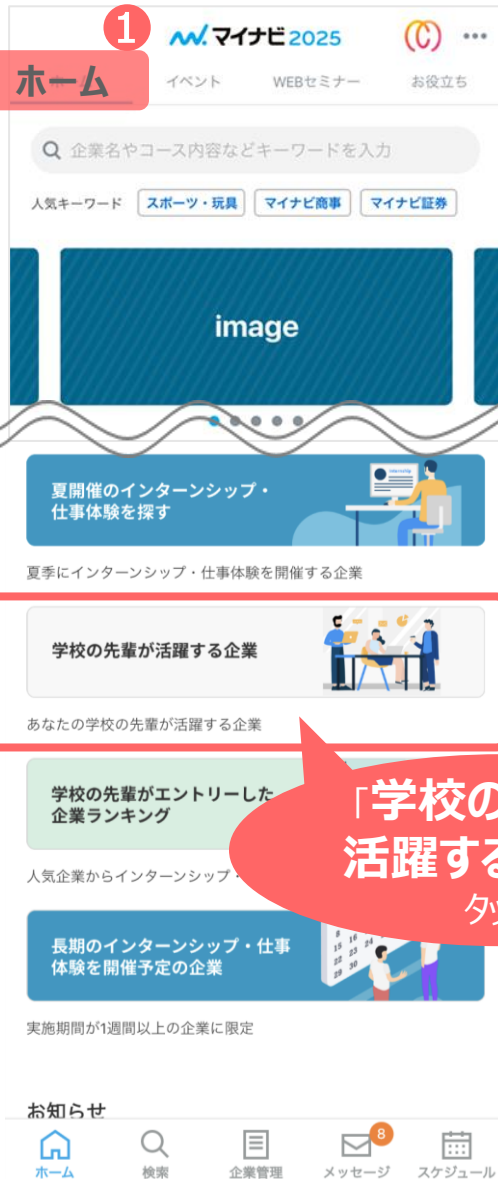 1
マイナビ2025
ホーム イベント WEBセミナー お役立ち
企業名やコース内容などキーワードを入力
人気キーワード スポーツ・玩具 マイナビ商事 マイナビ証券
image
夏開催のインターンシップ・
仕事体験を探す
夏季にインターンシップ・仕事体験を開催する企業
学校の先輩が活躍する企業
あなたの学校の先輩が活躍する企業
学校の先輩がエントリーした
企業ランキング
「学校の
活躍する
タッ
人気企業からインターンシップ・
長期のインターンシップ・仕事
体験を開催予定の企業
実施期間が1週間以上の企業に限定
お知らせ
8
ホーム 検索 企業管理 メッセージ スケジュール